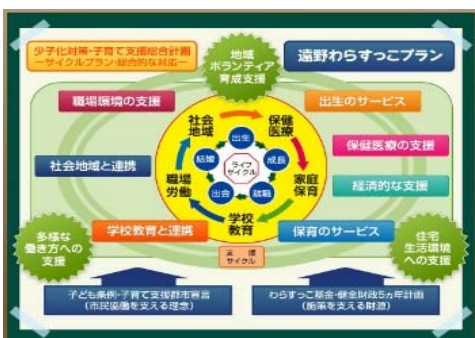 少子化対策・子育て支援総合計画
ーサイクルプラン・総合的な対応ー
地域
ボランティア
育成支援
遠野わらすっこプラン
職場環境の支援
出生のサービス
社会
地域
保健
医療
保健医療の支援
出生
結婚
成長
ライフ
サイクル
社会地域と連携
職場
労働
家庭
保育
経済的な支援
出会
就職
学校
教育
学校教育と連携
保育のサービス
多様な
働き方への
支援
支援
サイクル
住宅
生活環境
への支援
子ども条例・子育て支援都市宣言
(市民協働を支える理念)
わらすっこ基金・健全財政5ヵ年計画
(施策を支える財源)